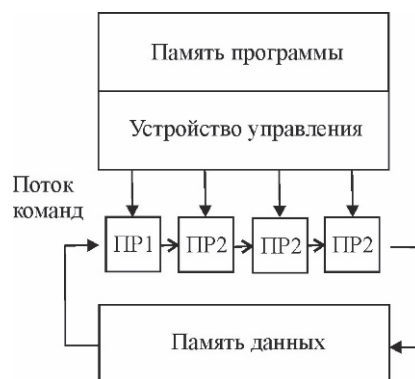 Память программы
Устройство управления
Поток
команд
ПР1 ПР2 ПР2 ПР2
Память данных